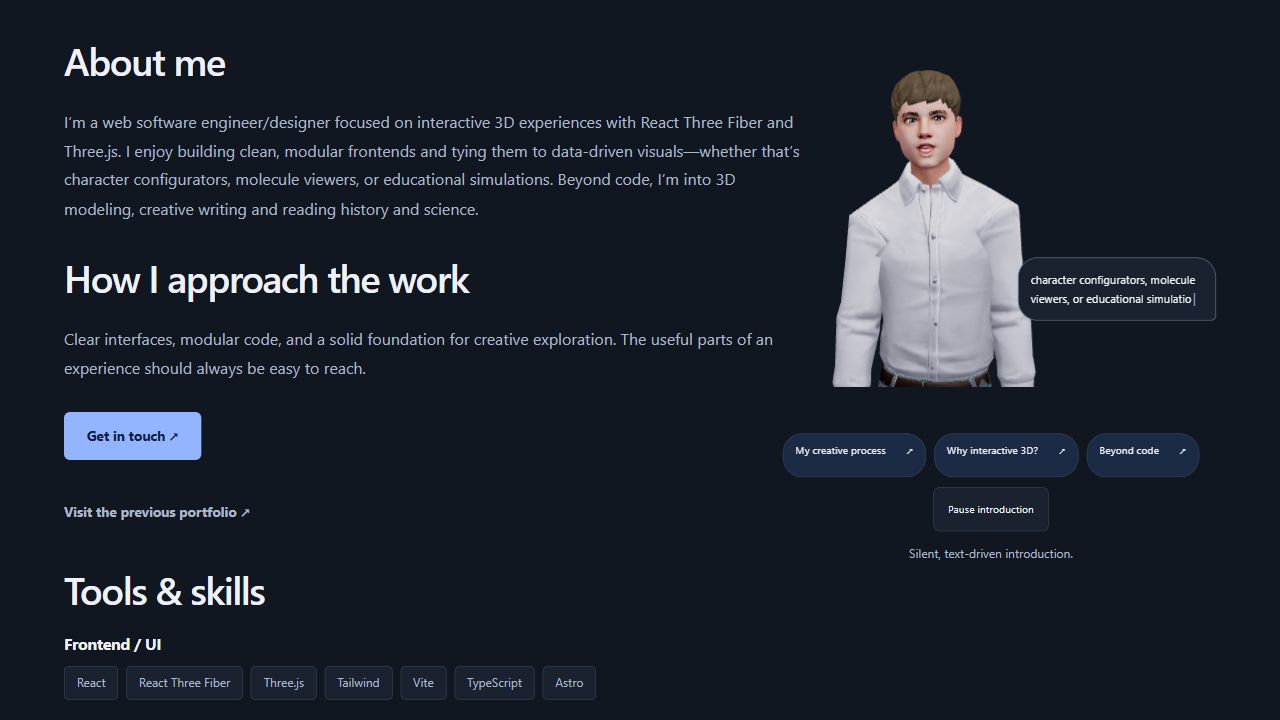 About me
I’m a web software engineer/designer focused on interactive 3D experiences with React Three Fiber and
Three.js. I enjoy building clean, modular frontends and tying them to data-driven visuals—whether that’s
character configurators, molecule viewers, or educational simulations. Beyond code, I’m into 3D
modeling, creative writing and reading history and science.
How I approach the work
Clear interfaces, modular code, and a solid foundation for creative exploration. The useful parts of an
experience should always be easy to reach.
Get in touch ↗
Visit the previous portfolio ↗
character configurators, molecule
viewers, or educational simulatio
My creative process ↗
Why interactive 3D? ↗
Beyond code ↗
Pause introduction
Silent, text-driven introduction.
Tools & skills
Frontend / UI
React
React Three Fiber
Three.js
Tailwind
Vite
TypeScript
Astro